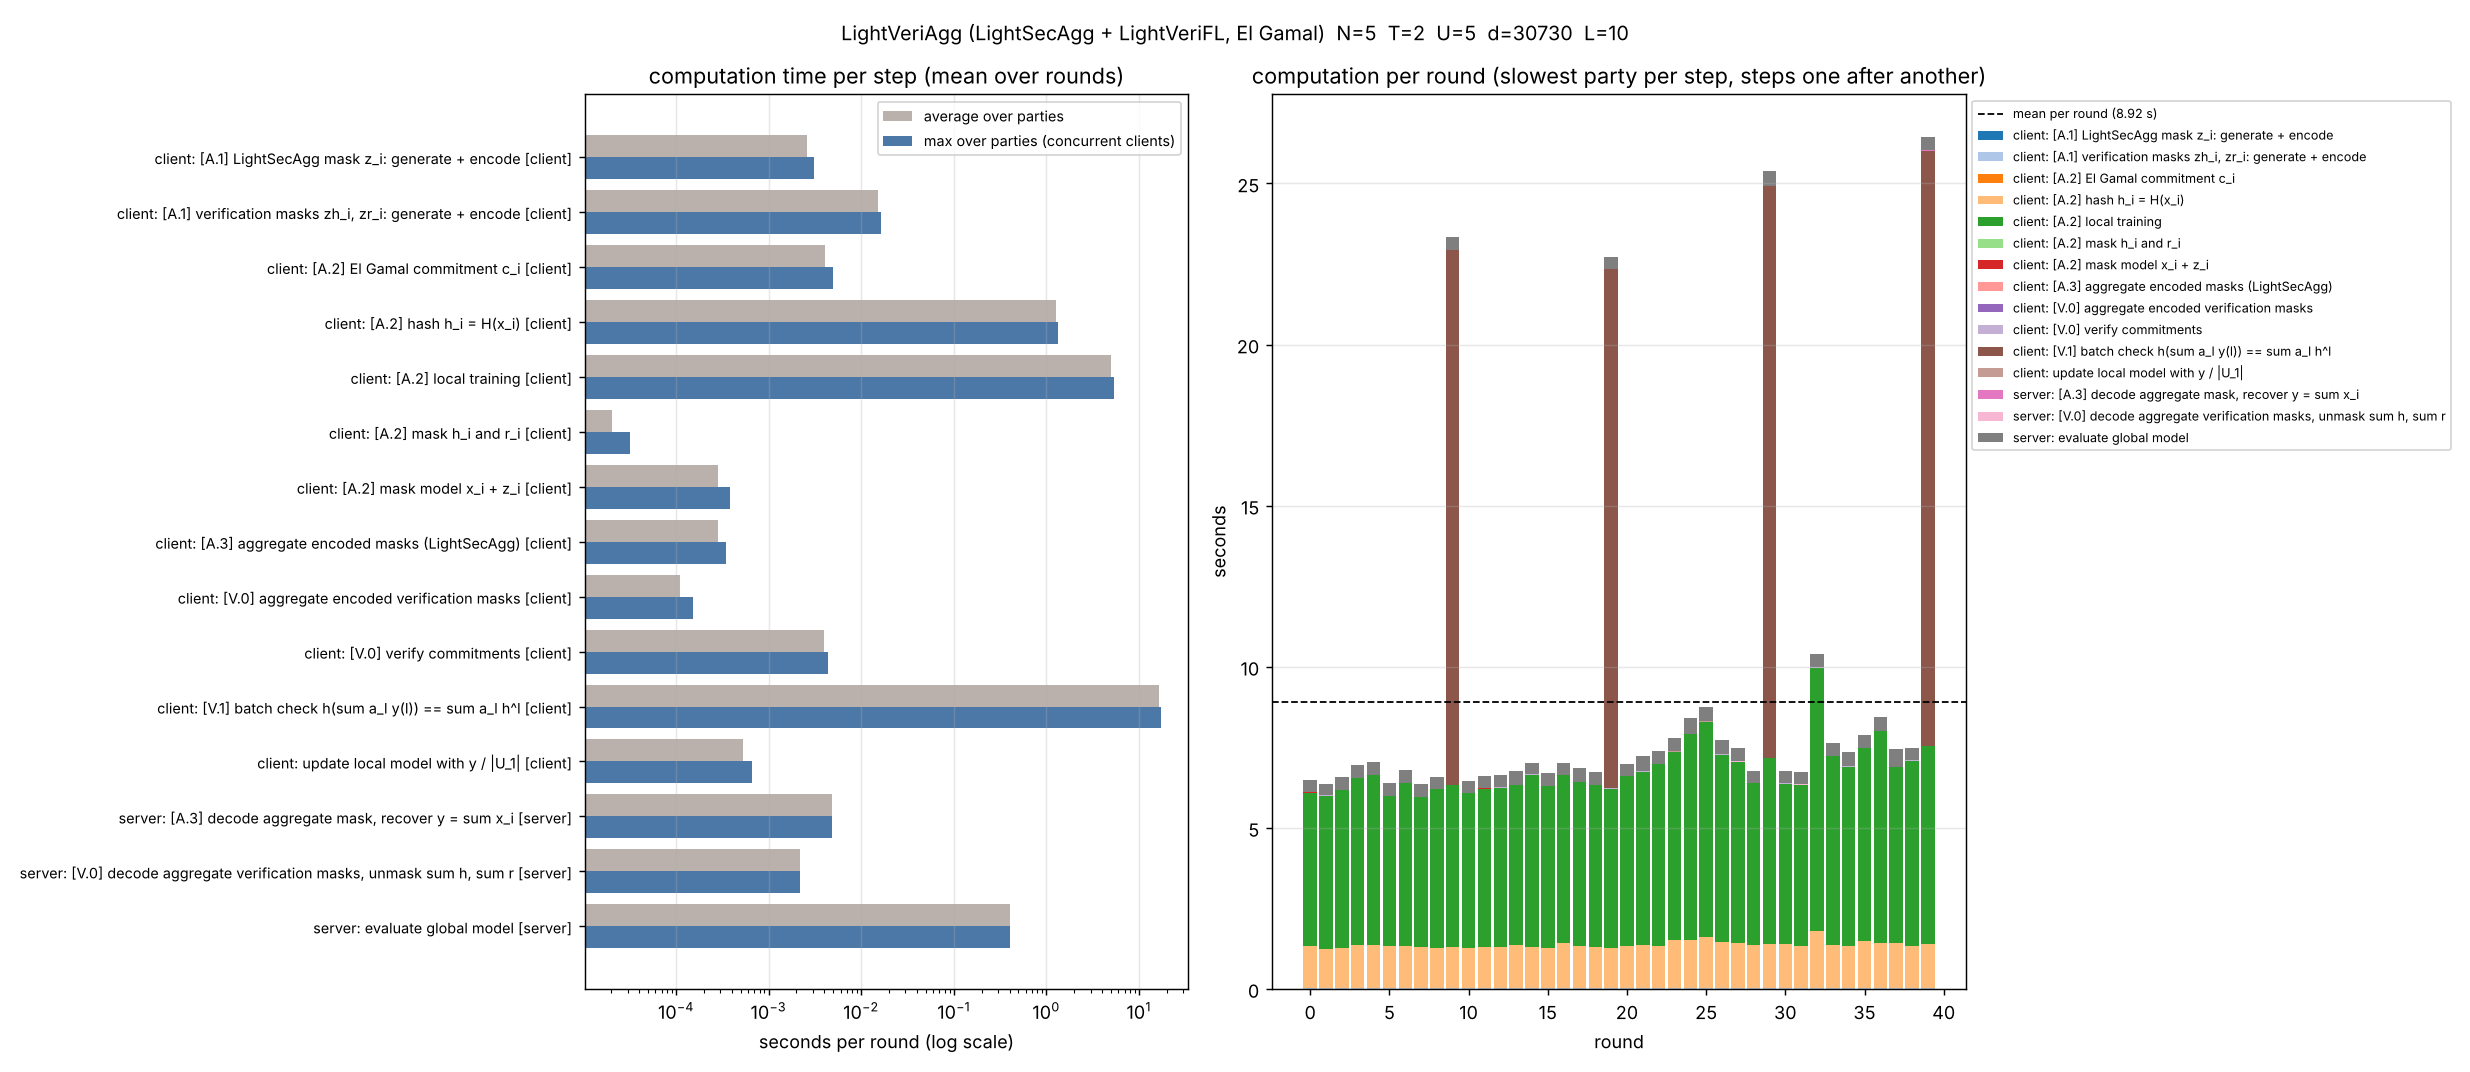 LightVeriAgg (LightSecAgg + LightVeriFL, El Gamal)  N=5  T=2  U=5  d=30730  L=10
computation time per step (mean over rounds)
average over parties
max over parties (concurrent clients)
client: [A.1] LightSecAgg mask z_i: generate + encode [client]
client: [A.1] verification masks zh_i, zr_i: generate + encode [client]
client: [A.2] El Gamal commitment c_i [client]
client: [A.2] hash h_i = H(x_i) [client]
client: [A.2] local training [client]
client: [A.2] mask h_i and r_i [client]
client: [A.2] mask model x_i + z_i [client]
client: [A.3] aggregate encoded masks (LightSecAgg) [client]
client: [V.0] aggregate encoded verification masks [client]
client: [V.0] verify commitments [client]
client: [V.1] batch check h(sum a_l y(l)) == sum a_l h^l [client]
client: update local model with y / |U_1| [client]
server: [A.3] decode aggregate mask, recover y = sum x_i [server]
server: [V.0] decode aggregate verification masks, unmask sum h, sum r [server]
server: evaluate global model [server]
10⁻⁴ 10⁻³ 10⁻² 10⁻¹ 10⁰ 10¹
seconds per round (log scale)
computation per round (slowest party per step, steps one after another)
seconds
25
20
15
10
5
0
0 5 10 15 20 25 30 35 40
round
mean per round (8.92 s)
client: [A.1] LightSecAgg mask z_i: generate + encode
client: [A.1] verification masks zh_i, zr_i: generate + encode
client: [A.2] El Gamal commitment c_i
client: [A.2] hash h_i = H(x_i)
client: [A.2] local training
client: [A.2] mask h_i and r_i
client: [A.2] mask model x_i + z_i
client: [A.3] aggregate encoded masks (LightSecAgg)
client: [V.0] aggregate encoded verification masks
client: [V.0] verify commitments
client: [V.1] batch check h(sum a_l y(l)) == sum a_l h^l
client: update local model with y / |U_1|
server: [A.3] decode aggregate mask, recover y = sum x_i
server: [V.0] decode aggregate verification masks, unmask sum h, sum r
server: evaluate global model